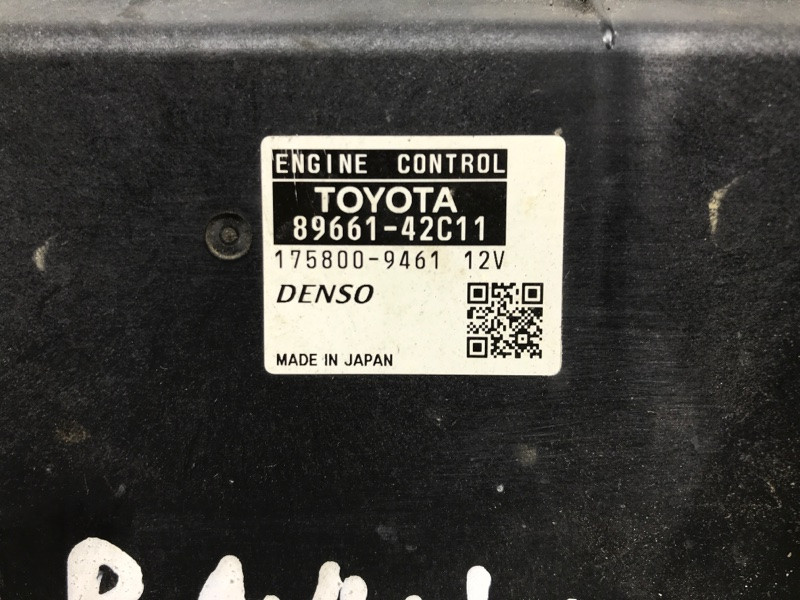 ENGINE CONTROL
TOYOTA
89661-42C11
175800-9461 12V
DENSO
MADE IN JAPAN